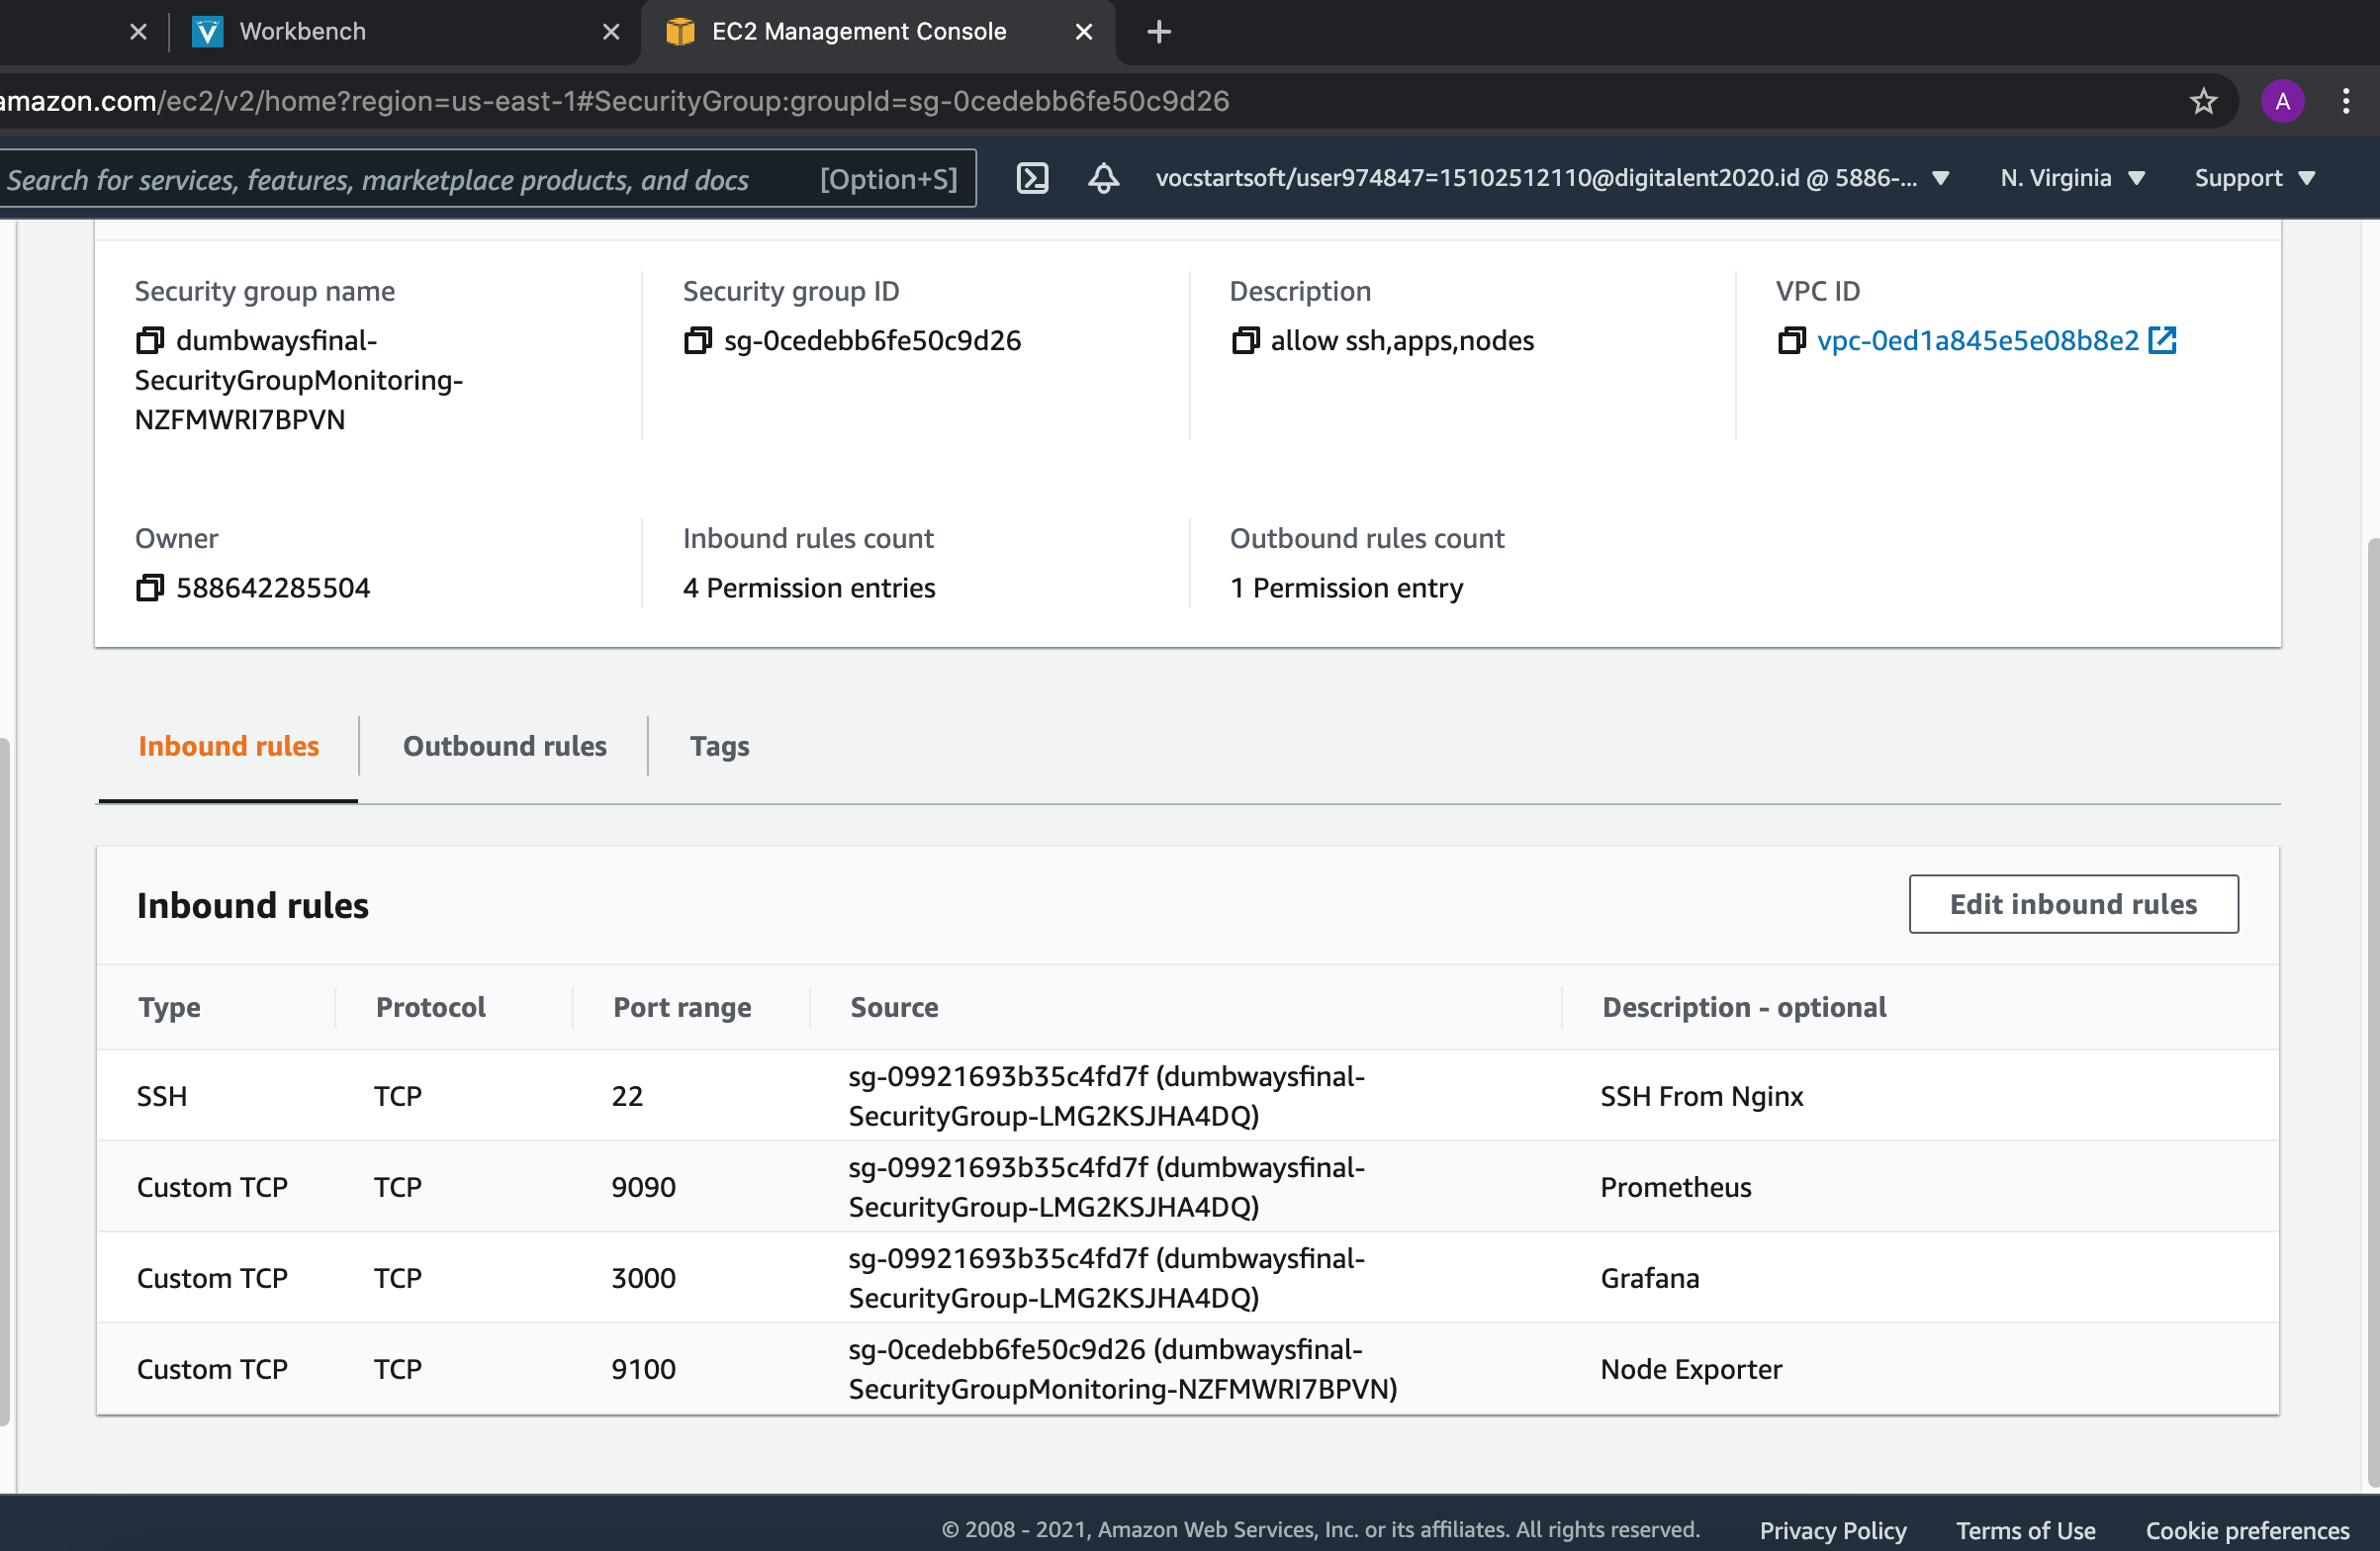 Workbench
EC2 Management Console
amazon.com/ec2/v2/home?region=us-east-1#SecurityGroup:groupId=sg-0cedebb6fe50c9d26
A
Search for services, features, marketplace products, and docs [Option+S]
vocstartsoft/user974847=15102512110@digitalent2020.id @ 5886-...
N. Virginia
Support
Security group name
dumbwaysfinal-
SecurityGroupMonitoring-
NZFMWRI7BPVN
Security group ID
sg-0cedebb6fe50c9d26
Description
allow ssh,apps,nodes
VPC ID
vpc-0ed1a845e5e08b8e2
Owner
588642285504
Inbound rules count
4 Permission entries
Outbound rules count
1 Permission entry
Inbound rules
Outbound rules
Tags
Inbound rules
Edit inbound rules
Type Protocol Port range Source Description - optional
SSH TCP 22 sg-09921693b35c4fd7f (dumbwaysfinal-
SecurityGroup-LMG2KSJHA4DQ) SSH From Nginx
Custom TCP TCP 9090 sg-09921693b35c4fd7f (dumbwaysfinal-
SecurityGroup-LMG2KSJHA4DQ) Prometheus
Custom TCP TCP 3000 sg-09921693b35c4fd7f (dumbwaysfinal-
SecurityGroup-LMG2KSJHA4DQ) Grafana
Custom TCP TCP 9100 sg-0cedebb6fe50c9d26 (dumbwaysfinal-
SecurityGroupMonitoring-NZFMWRI7BPVN) Node Exporter
© 2008 - 2021, Amazon Web Services, Inc. or its affiliates. All rights reserved. Privacy Policy Terms of Use Cookie preferences